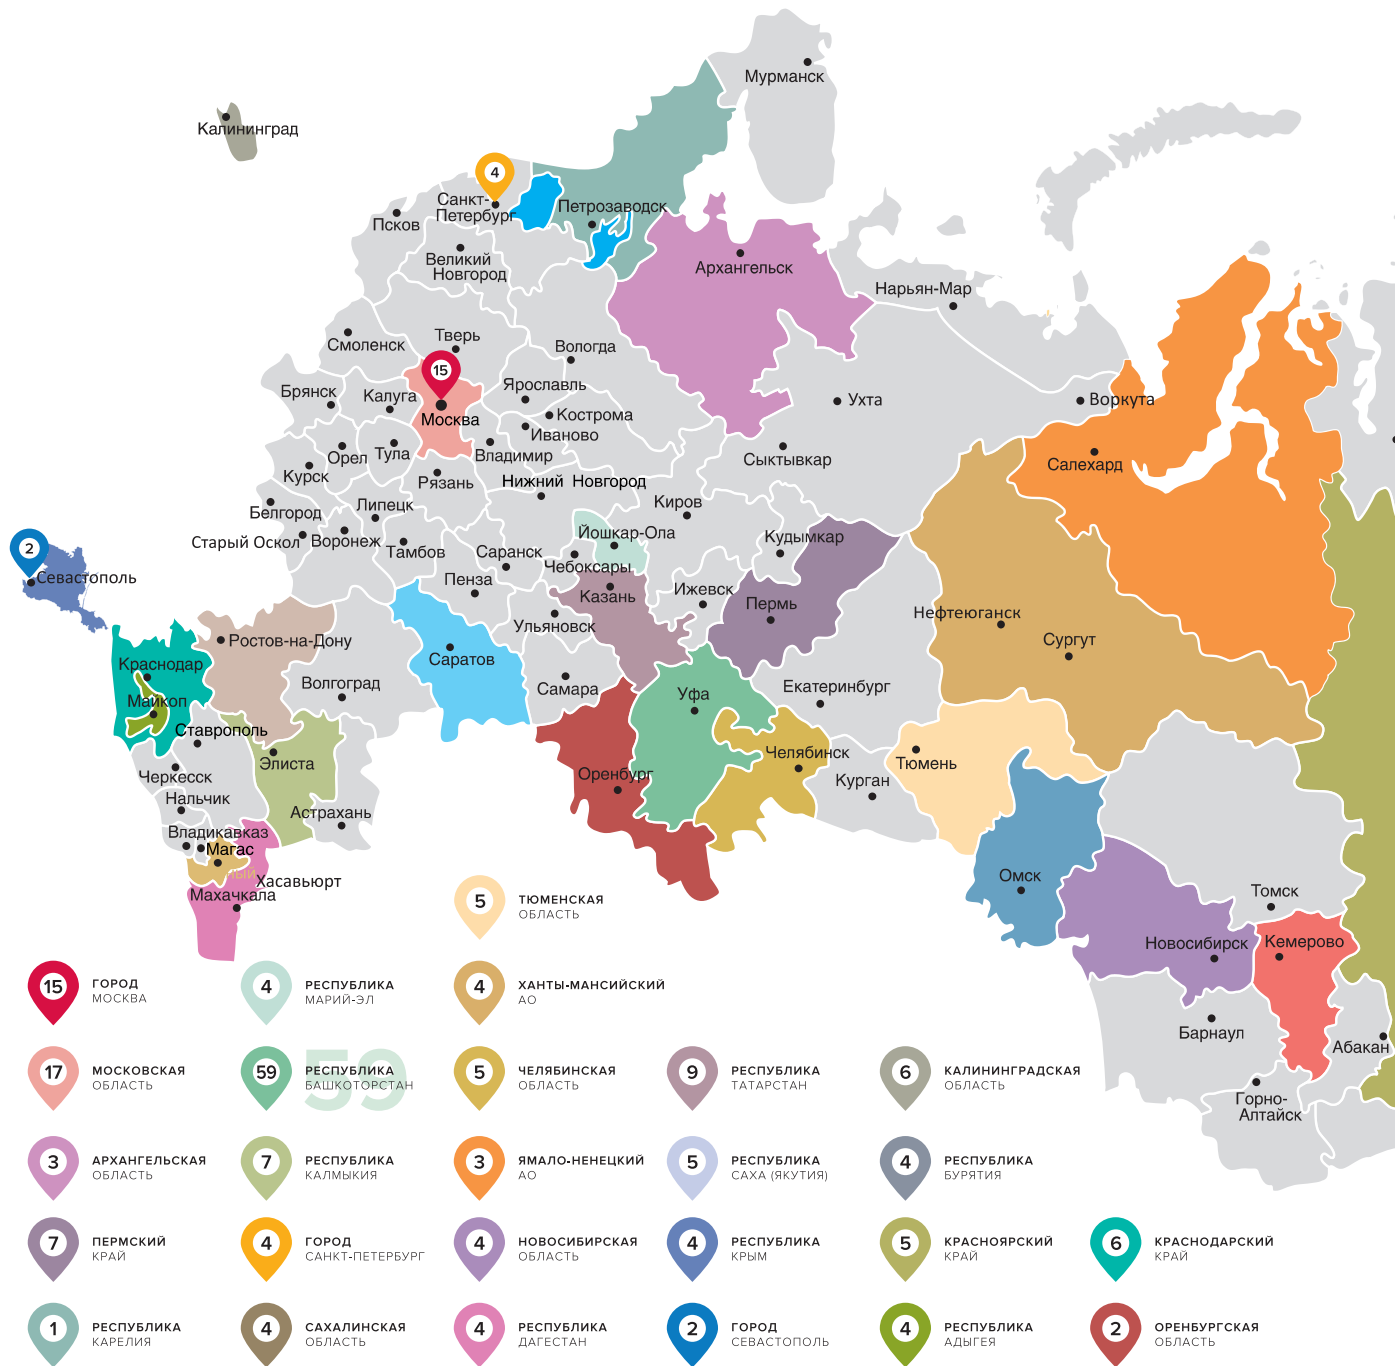 Мурманск
Калининград
4
Санкт-
Петербург
Петрозаводск
Псков
Великий
Новгород
Архангельск
Нарьян-Мар
Смоленск
Тверь
Вологда
15
Ярославль
Брянск
Калуга
Москва
Кострома
Иваново
Ухта
Воркута
Орел
Тула
Владимир
Сыктывкар
Салехард
Курск
Рязань
Нижний Новгород
Белгород
Липецк
Киров
Старый Оскол
Воронеж
Тамбов
Саранск
Йошкар-Ола
Кудымкар
2
Севастополь
Пенза
Чебоксары
Казань
Ижевск
Пермь
Нефтеюганск
Ульяновск
Сургут
Ростов-на-Дону
Краснодар
Саратов
Волгоград
Самара
Уфа
Екатеринбург
Майкоп
Ставрополь
Элиста
Челябинск
Тюмень
Черкесск
Оренбург
Курган
Нальчик
Астрахань
Владикавказ
Магас
ный
Хасавьюрт
Махачкала
Омск
Томск
Новосибирск
Кемерово
Барнаул
Абакан
Горно-
Алтайск
5
ТЮМЕНСКАЯ
ОБЛАСТЬ
15
ГОРОД
МОСКВА
4
РЕСПУБЛИКА
МАРИЙ-ЭЛ
4
ХАНТЫ-МАНСИЙСКИЙ
АО
17
МОСКОВСКАЯ
ОБЛАСТЬ
59
59
РЕСПУБЛИКА
БАШКОТОРСТАН
5
ЧЕЛЯБИНСКАЯ
ОБЛАСТЬ
9
РЕСПУБЛИКА
ТАТАРСТАН
6
КАЛИНИНГРАДСКАЯ
ОБЛАСТЬ
3
АРХАНГЕЛЬСКАЯ
ОБЛАСТЬ
7
РЕСПУБЛИКА
КАЛМЫКИЯ
3
ЯМАЛО-НЕНЕЦКИЙ
АО
5
РЕСПУБЛИКА
САХА (ЯКУТИЯ)
4
РЕСПУБЛИКА
БУРЯТИЯ
7
ПЕРМСКИЙ
КРАЙ
4
ГОРОД
САНКТ-ПЕТЕРБУРГ
4
НОВОСИБИРСКАЯ
ОБЛАСТЬ
4
РЕСПУБЛИКА
КРЫМ
5
КРАСНОЯРСКИЙ
КРАЙ
6
КРАСНОДАРСКИЙ
КРАЙ
1
РЕСПУБЛИКА
КАРЕЛИЯ
4
САХАЛИНСКАЯ
ОБЛАСТЬ
4
РЕСПУБЛИКА
ДАГЕСТАН
2
ГОРОД
СЕВАСТОПОЛЬ
4
РЕСПУБЛИКА
АДЫГЕЯ
2
ОРЕНБУРГСКАЯ
ОБЛАСТЬ